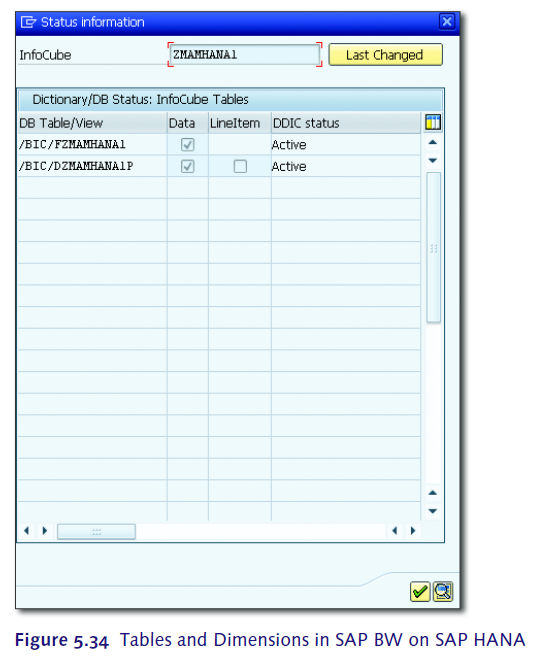 Status information
InfoCube ZMAMHANA1 Last Changed
Dictionary/DB Status: InfoCube Tables
DB Table/View Data LineItem DDIC status
/BIC/FZMAMHANA1 Active
/BIC/DZMAMHANA1P Active
Figure 5.34 Tables and Dimensions in SAP BW on SAP HANA